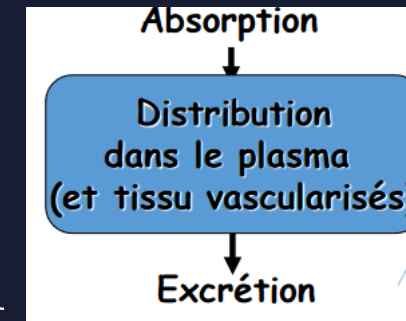 Absorption
Distribution
dans le plasma
(et tissu vascularisés)
Excrétion